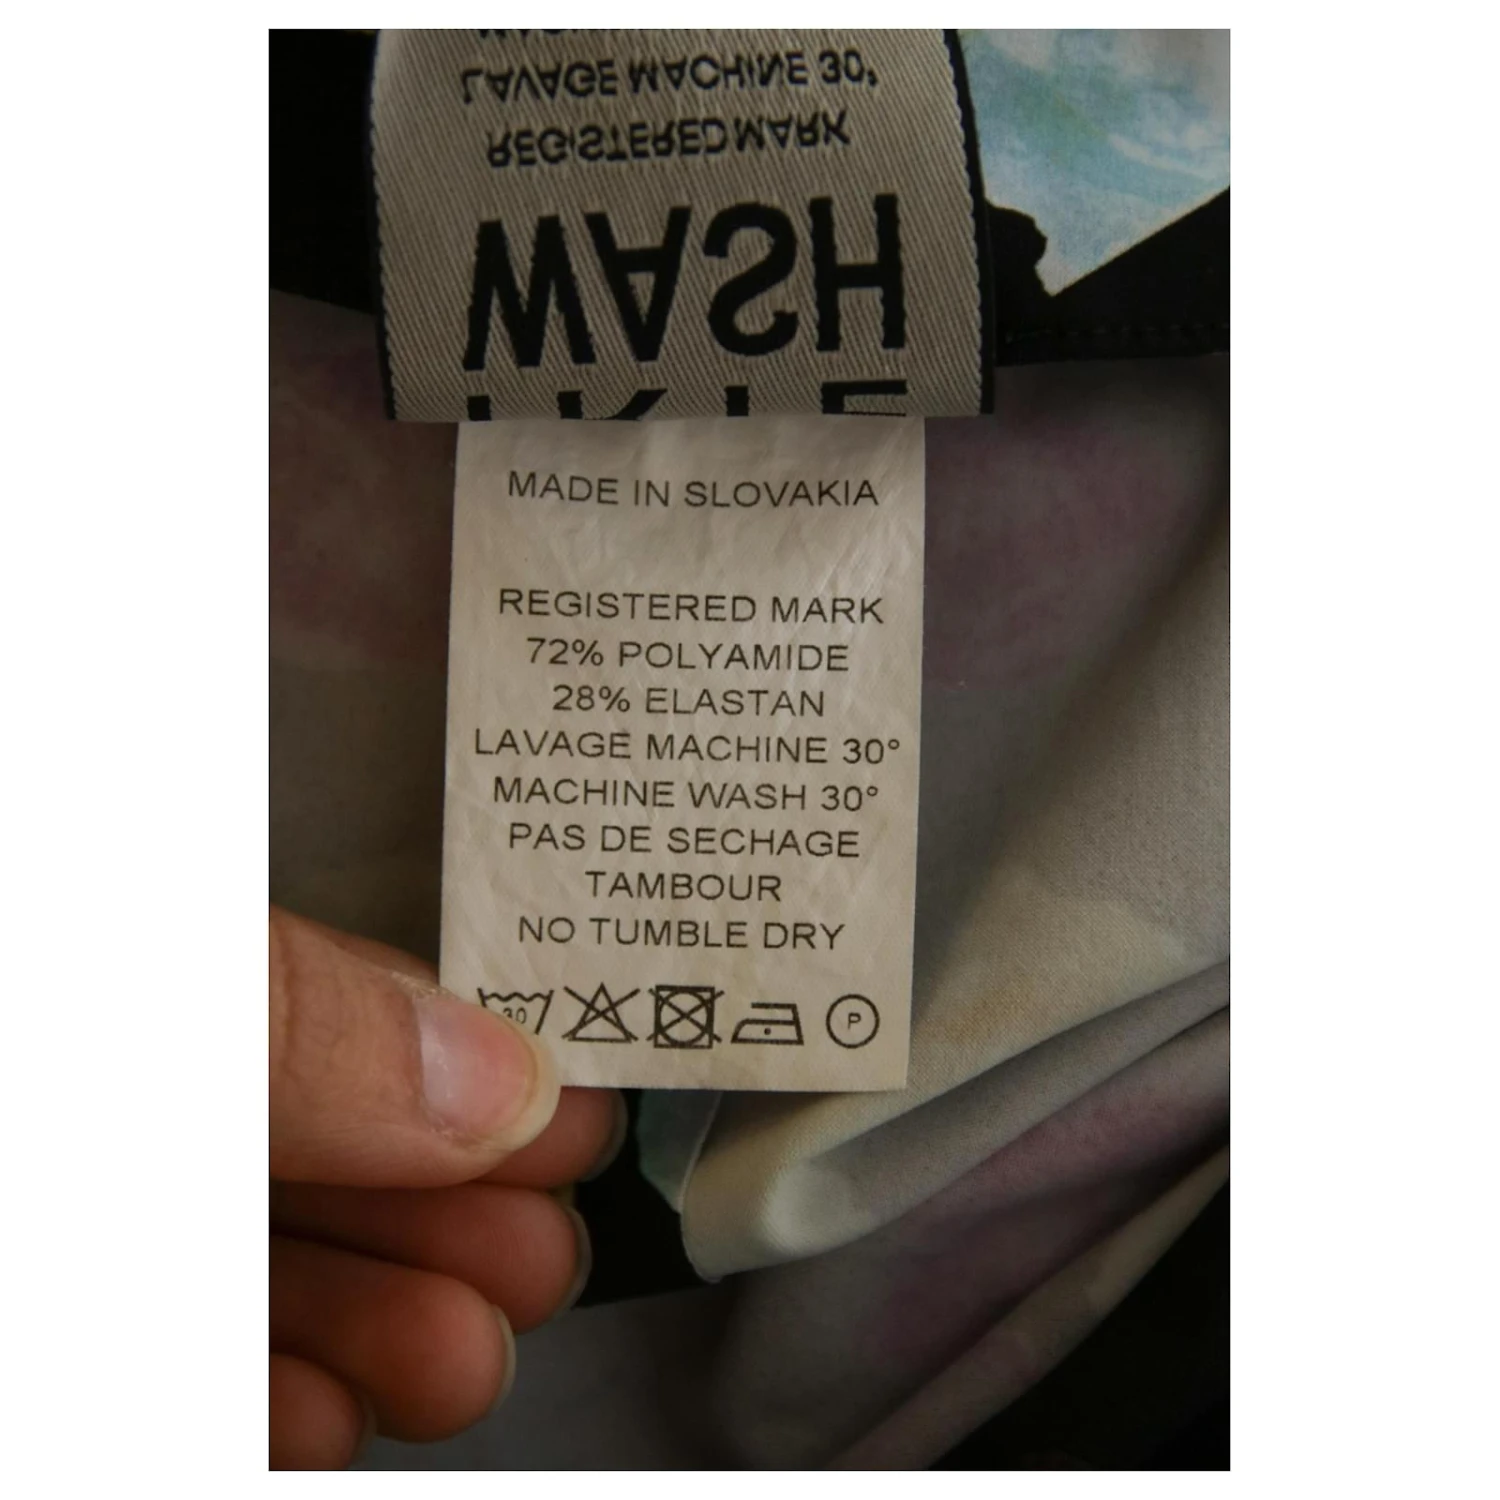 LAVAGE MACHINE 30°
REGISTERED MARK
WASH
MADE IN SLOVAKIA
REGISTERED MARK
72% POLYAMIDE
28% ELASTAN
LAVAGE MACHINE 30°
MACHINE WASH 30°
PAS DE SECHAGE
TAMBOUR
NO TUMBLE DRY
30
P